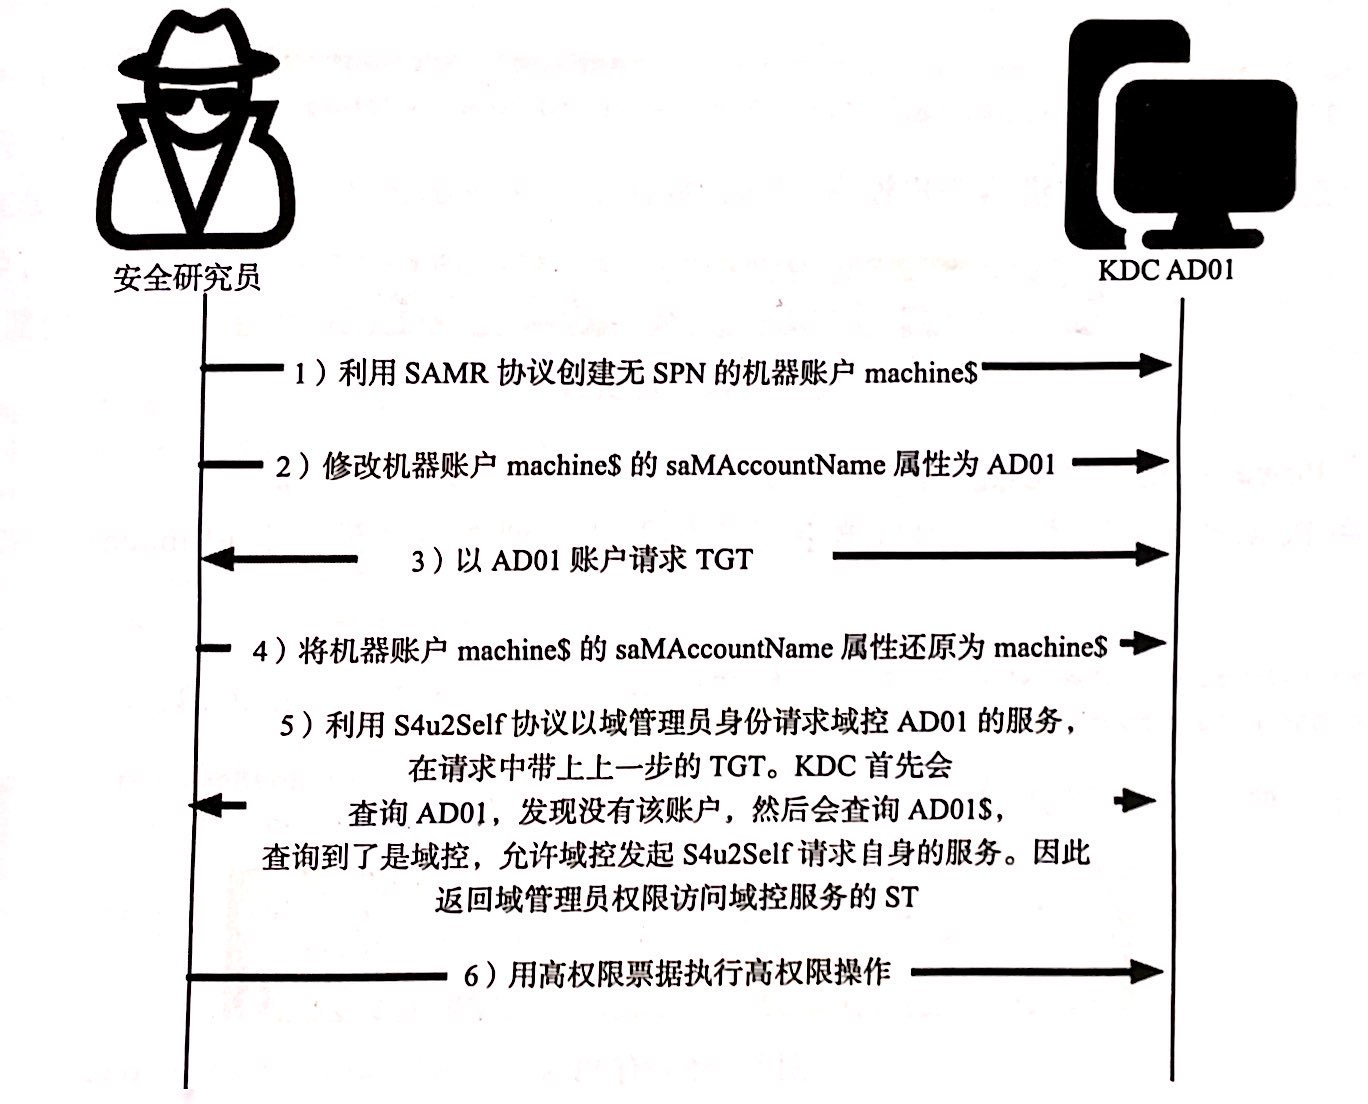 安全研究员
KDC AD01
1）利用 SAMR 协议创建无 SPN 的机器账户 machine$
2）修改机器账户 machine$ 的 saMAccountName 属性为 AD01
3）以 AD01 账户请求 TGT
4）将机器账户 machine$ 的 saMAccountName 属性还原为 machine$
5）利用 S4u2Self 协议以域管理员身份请求域控 AD01 的服务，
在请求中带上上一步的 TGT。KDC 首先会
查询 AD01，发现没有该账户，然后会查询 AD01$，
查询到了是域控，允许域控发起 S4u2Self 请求自身的服务。因此
返回域管理员权限访问域控服务的 ST
6）用高权限票据执行高权限操作